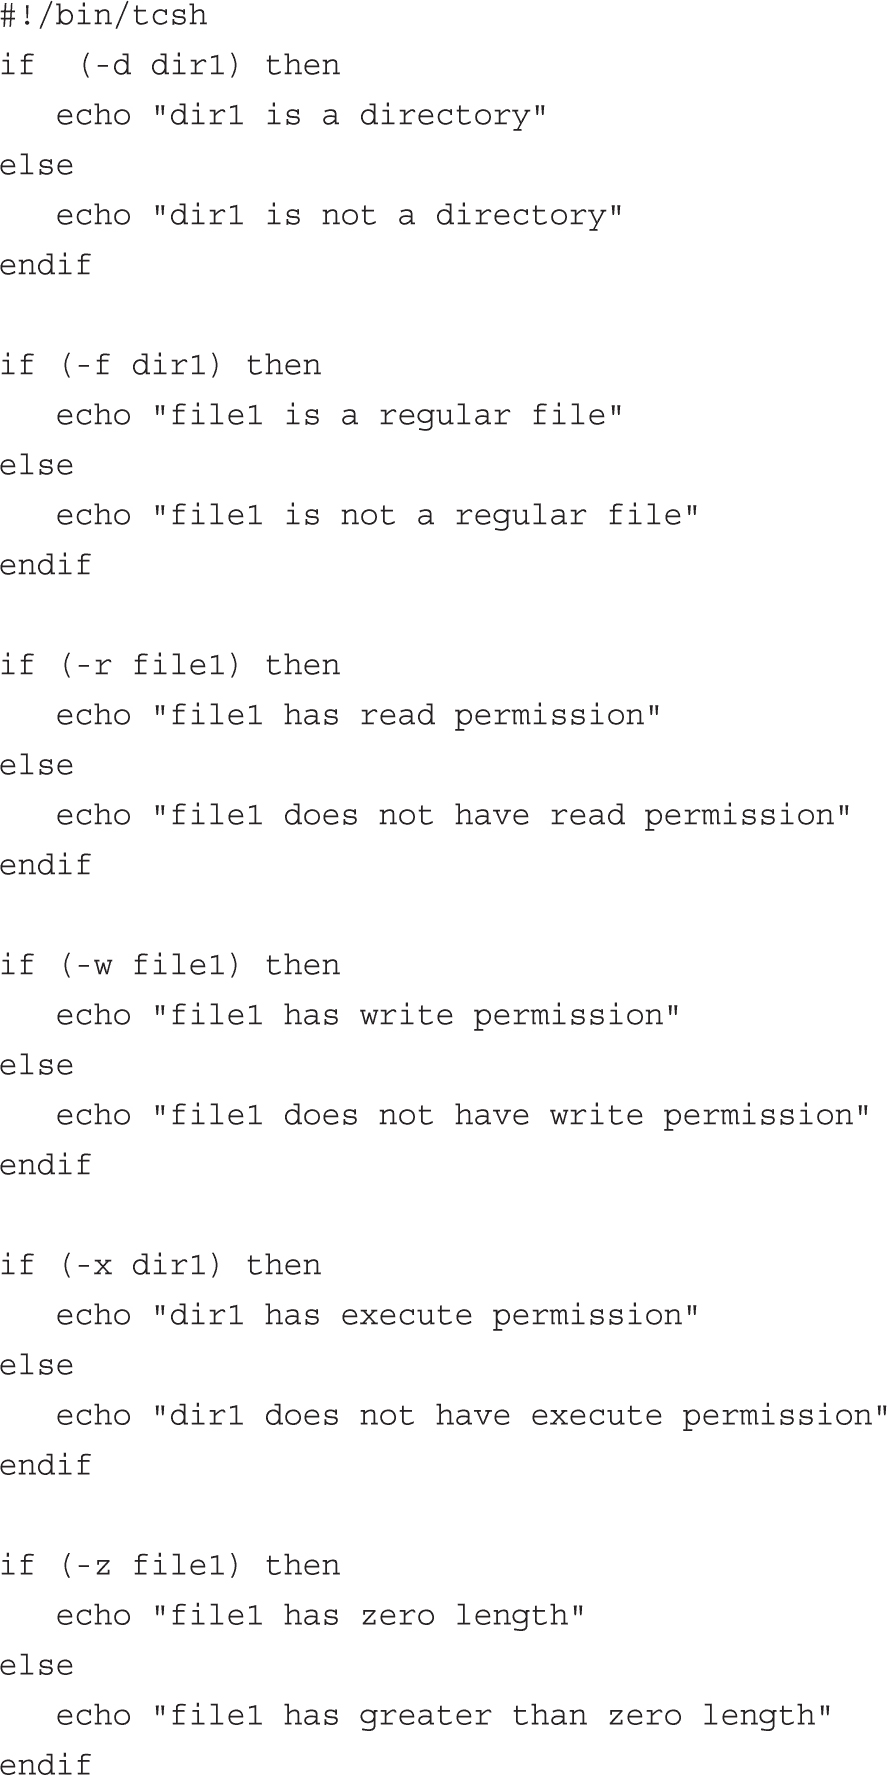 #!/bin/tcsh
if  (-d dir1) then
   echo "dir1 is a directory"
else
   echo "dir1 is not a directory"
endif

if (-f dir1) then
   echo "file1 is a regular file"
else
   echo "file1 is not a regular file"
endif

if (-r file1) then
   echo "file1 has read permission"
else
   echo "file1 does not have read permission"
endif

if (-w file1) then
   echo "file1 has write permission"
else
   echo "file1 does not have write permission"
endif

if (-x dir1) then
   echo "dir1 has execute permission"
else
   echo "dir1 does not have execute permission"
endif

if (-z file1) then
   echo "file1 has zero length"
else
   echo "file1 has greater than zero length"
endif